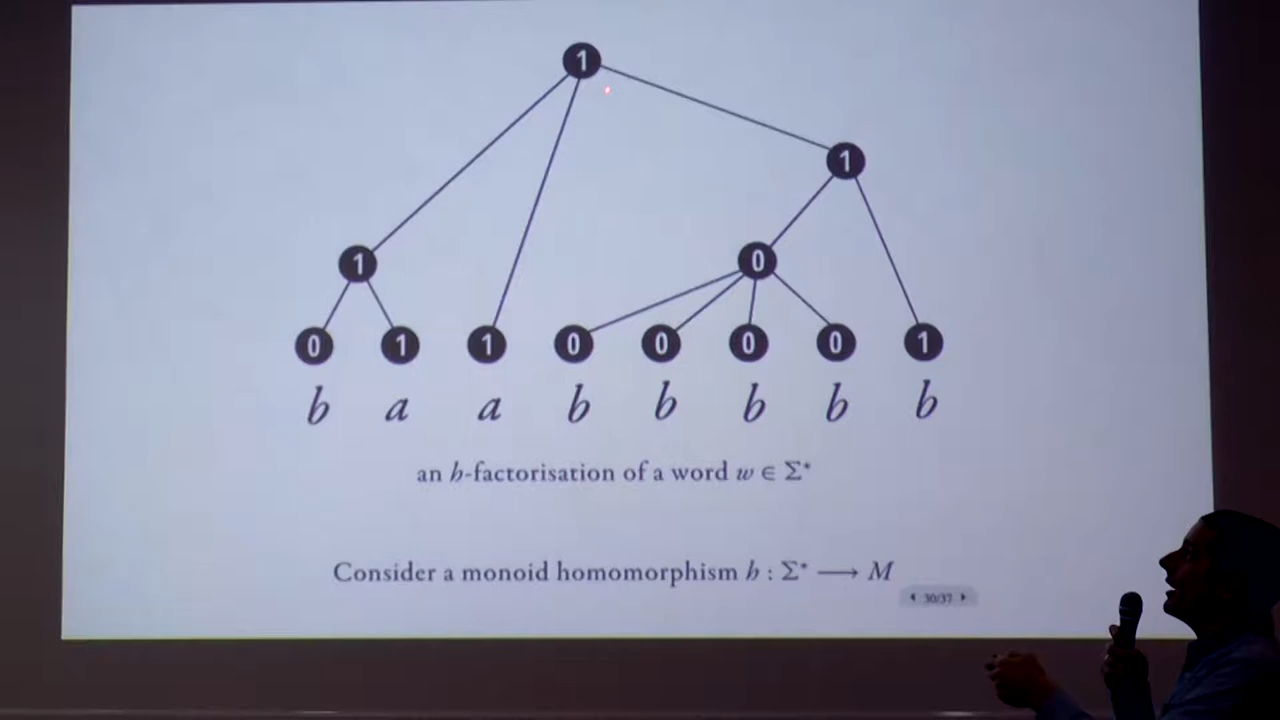 1
1
1 0
0 1 1 0 0 0 0 1
b a a b b b b b
an h-factorisation of a word w ∈ Σ*
Consider a monoid homomorphism h : Σ* ⟶ M
30/37